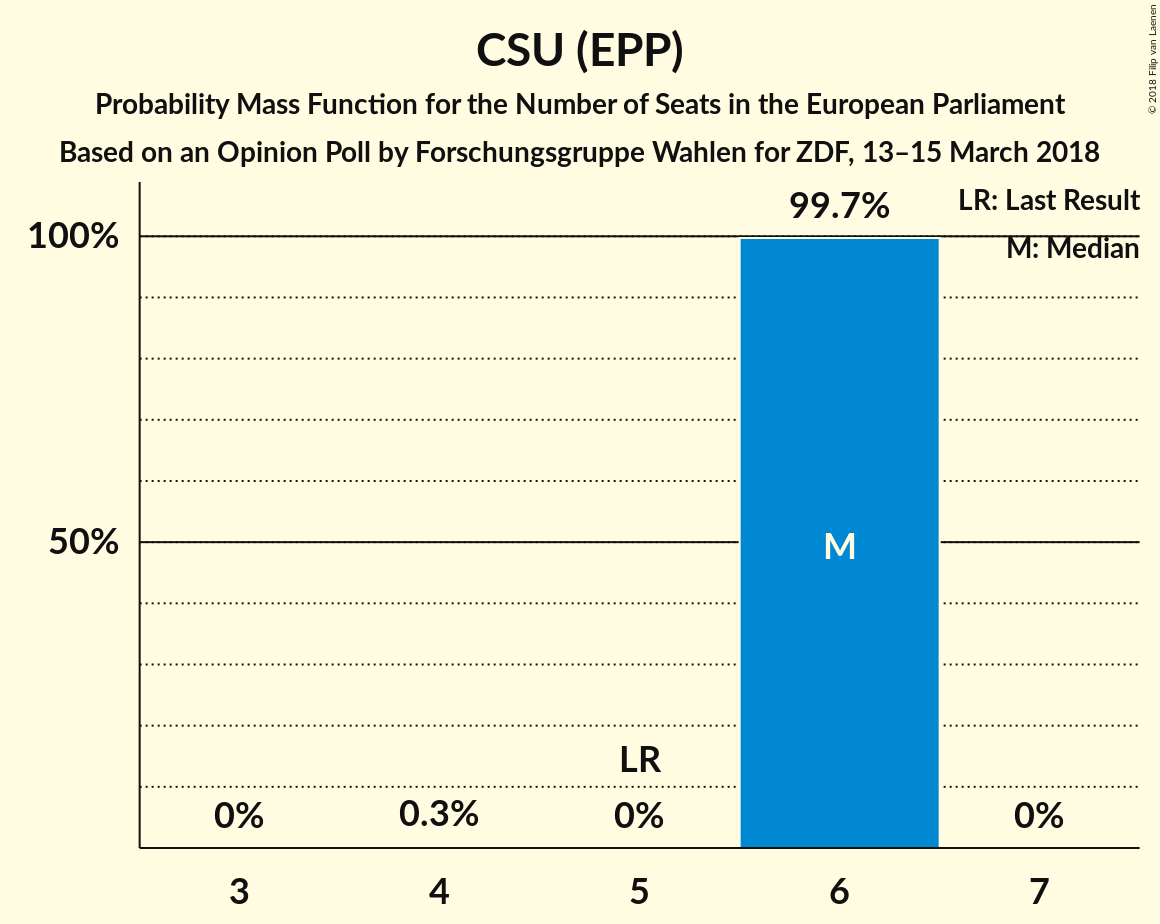 CSU (EPP)
Probability Mass Function for the Number of Seats in the European Parliament
Based on an Opinion Poll by Forschungsgruppe Wahlen for ZDF, 13–15 March 2018
© 2018 Filip van Laenen
LR: Last Result
M: Median
99.7%
100%
50%
M
LR
0%
0.3%
0%
0%
3
4
5
6
7